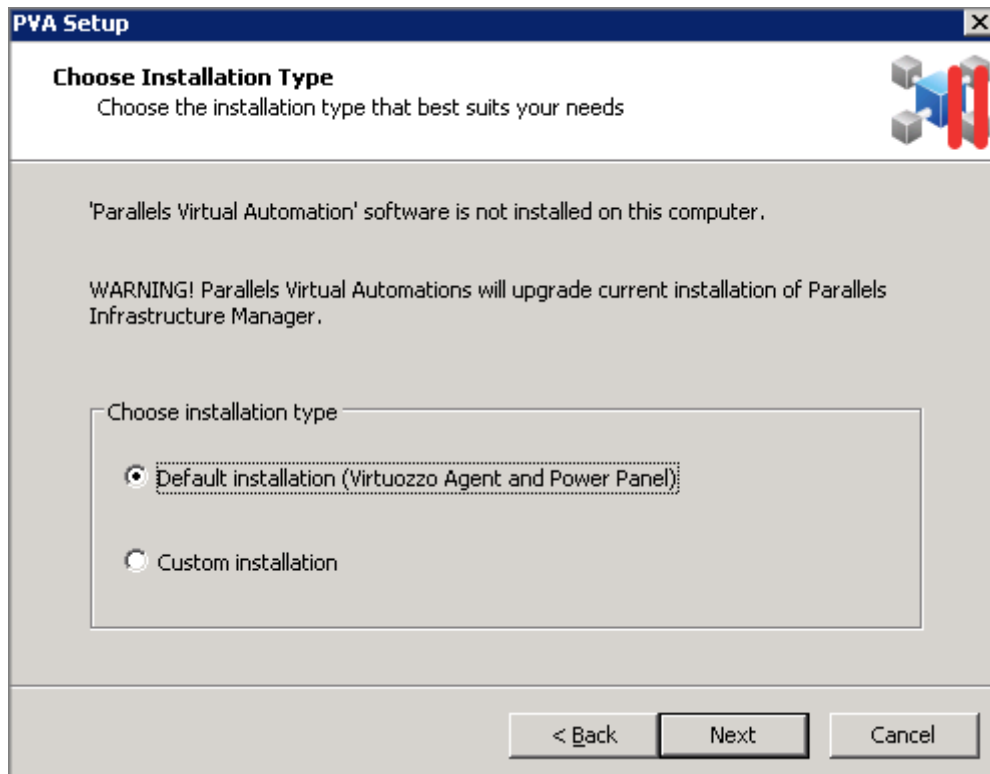 PVA Setup
Choose Installation Type
Choose the installation type that best suits your needs
'Parallels Virtual Automation' software is not installed on this computer.
WARNING! Parallels Virtual Automations will upgrade current installation of Parallels
Infrastructure Manager.
Choose installation type
Default installation (Virtuozzo Agent and Power Panel)
Custom installation
< Back
Next
Cancel